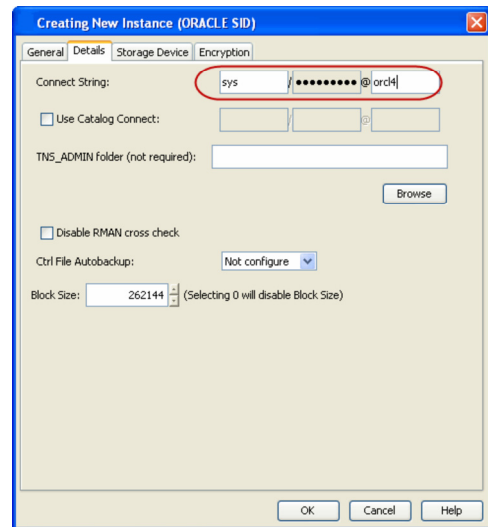 Creating New Instance (ORACLE SID)
General Details Storage Device Encryption
Connect String: sys / ●●●●●●●●● @ orcl4
Use Catalog Connect: / @
TNS_ADMIN folder (not required):
Browse
Disable RMAN cross check
Ctrl File Autobackup: Not configure
Block Size: 262144 (Selecting 0 will disable Block Size)
OK Cancel Help